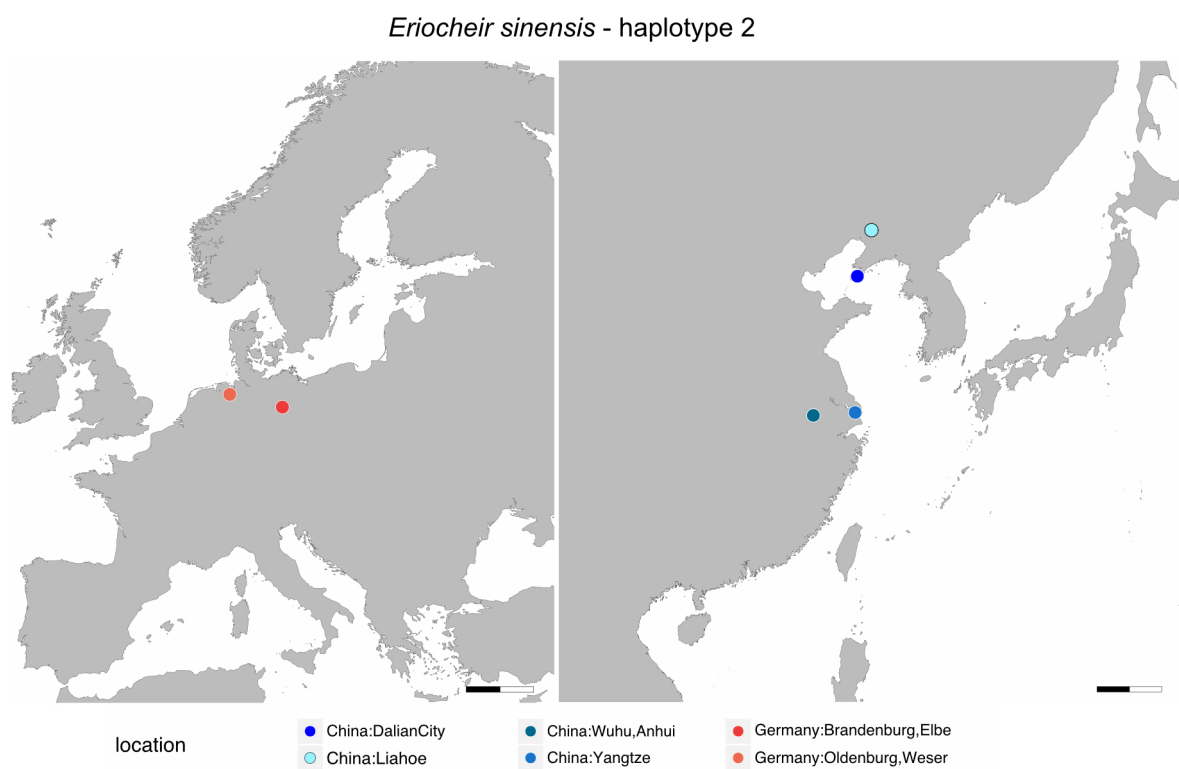 Eriocheir sinensis - haplotype 2
location
China:DalianCity
China:Wuhu,Anhui
Germany:Brandenburg,Elbe
China:Liahoe
China:Yangtze
Germany:Oldenburg,Weser